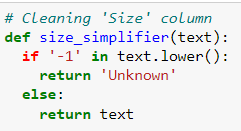 # Cleaning 'Size' column
def size_simplifier(text):
  if '-1' in text.lower():
    return 'Unknown'
  else:
    return text